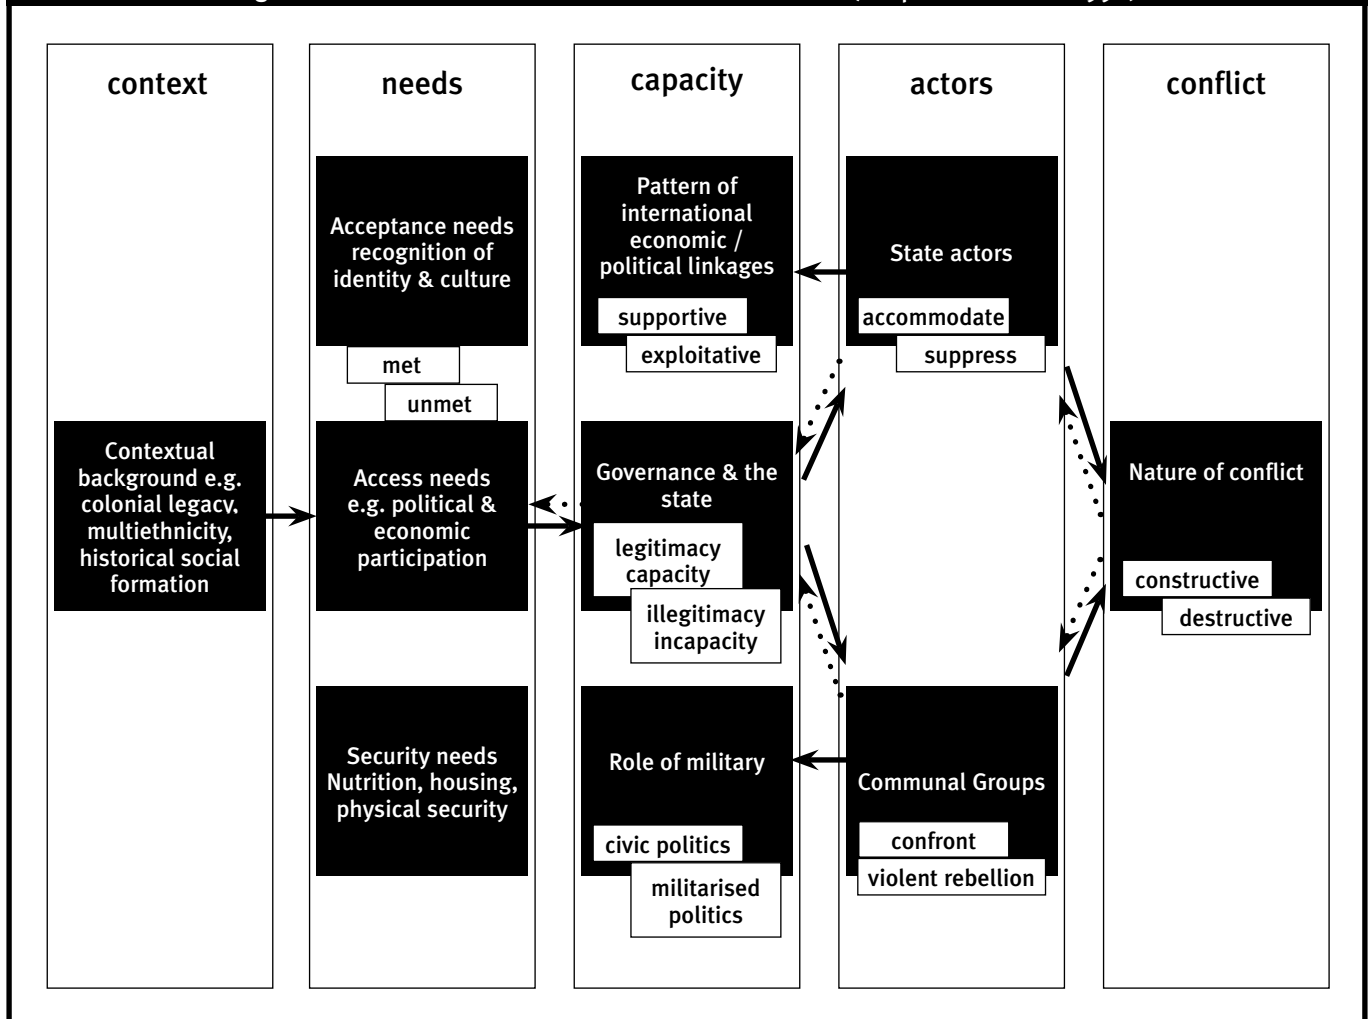 context
needs
capacity
actors
conflict
Acceptance needs
recognition of
identity & culture
met
unmet
Pattern of
international
economic /
political linkages
supportive
exploitative
State actors
accommodate
suppress
Contextual
background e.g.
colonial legacy,
multiethnicity,
historical social
formation
Access needs
e.g. political &
economic
participation
Governance & the
state
legitimacy
capacity
illegitimacy
incapacity
Nature of conflict
constructive
destructive
Security needs
Nutrition, housing,
physical security
Role of military
civic politics
militarised
politics
Communal Groups
confront
violent rebellion